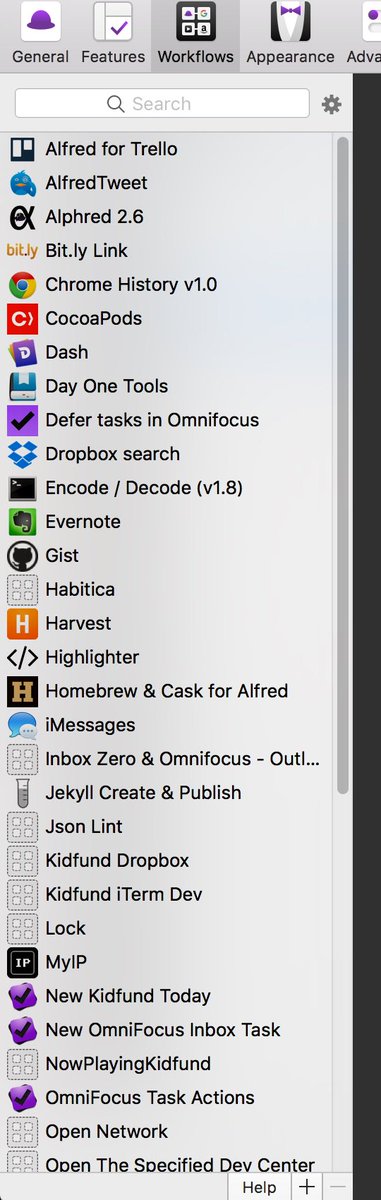 General Features Workflows Appearance Adva
Search
Alfred for Trello
AlfredTweet
Alphred 2.6
bit.ly Bit.ly Link
Chrome History v1.0
CocoaPods
Dash
Day One Tools
Defer tasks in Omnifocus
Dropbox search
Encode / Decode (v1.8)
Evernote
Gist
Habitica
H Harvest
</> Highlighter
H Homebrew & Cask for Alfred
iMessages
Inbox Zero & Omnifocus - Outl...
Jekyll Create & Publish
Json Lint
Kidfund Dropbox
Kidfund iTerm Dev
Lock
IP MyIP
New Kidfund Today
New OmniFocus Inbox Task
NowPlayingKidfund
OmniFocus Task Actions
Open Network
Open The Specified Dev Center
Help + −